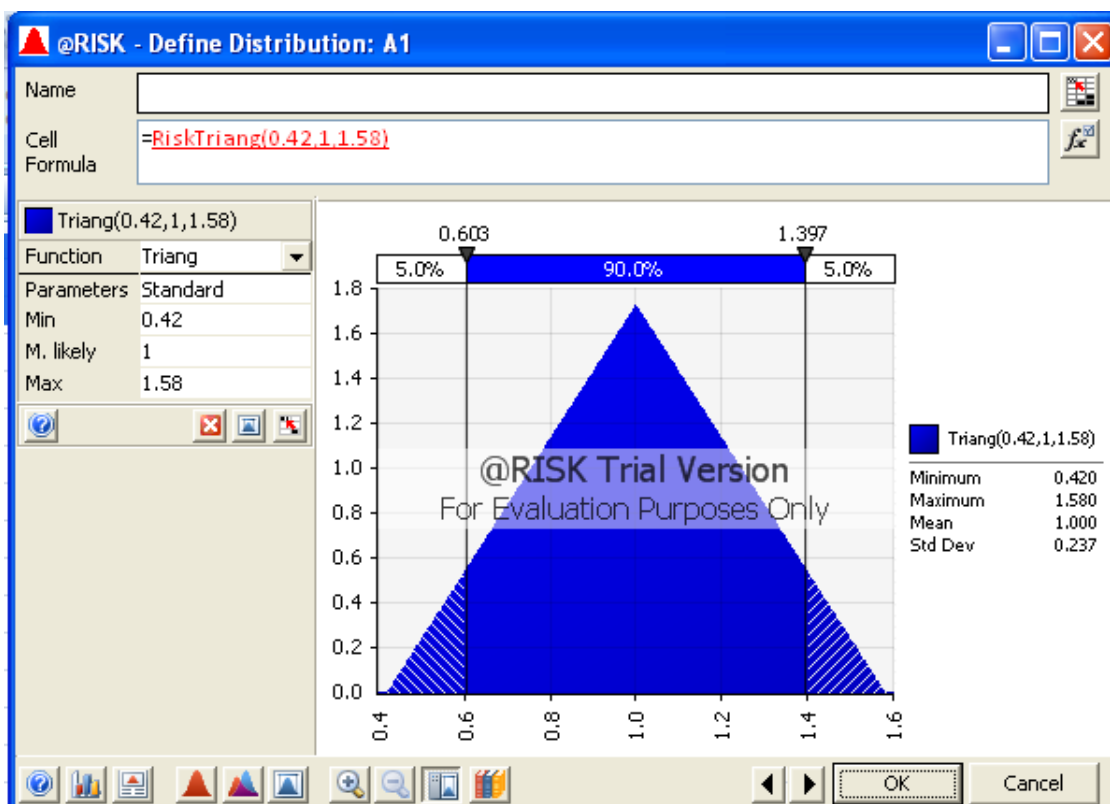 @RISK - Define Distribution: A1
Name
Cell Formula
=RiskTriang(0.42,1,1.58)
Triang(0.42,1,1.58)
Function Triang
Parameters Standard
Min 0.42
M. likely 1
Max 1.58
0.603 1.397
5.0% 90.0% 5.0%
1.8
1.6
1.4
1.2
1.0
0.8
0.6
0.4
0.2
0.0
0.4 0.6 0.8 1.0 1.2 1.4 1.6
@RISK Trial Version
For Evaluation Purposes Only
Triang(0.42,1,1.58)
Minimum 0.420
Maximum 1.580
Mean 1.000
Std Dev 0.237
OK Cancel